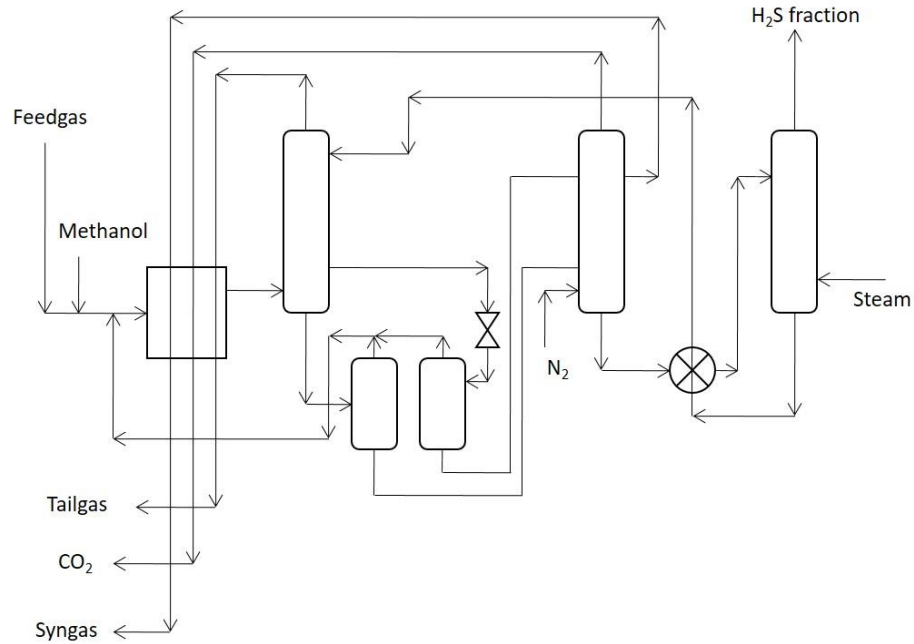 H₂S fraction
Feedgas
Methanol
Steam
N₂
Tailgas
CO₂
Syngas